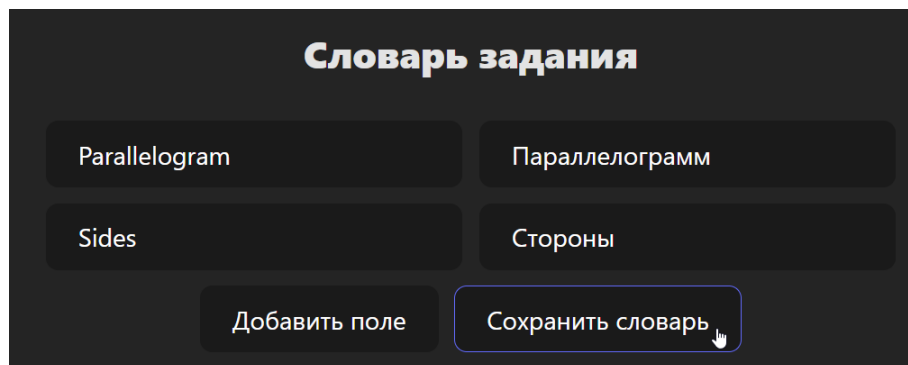 Словарь задания
Parallelogram Параллелограмм
Sides Стороны
Добавить поле Сохранить словарь